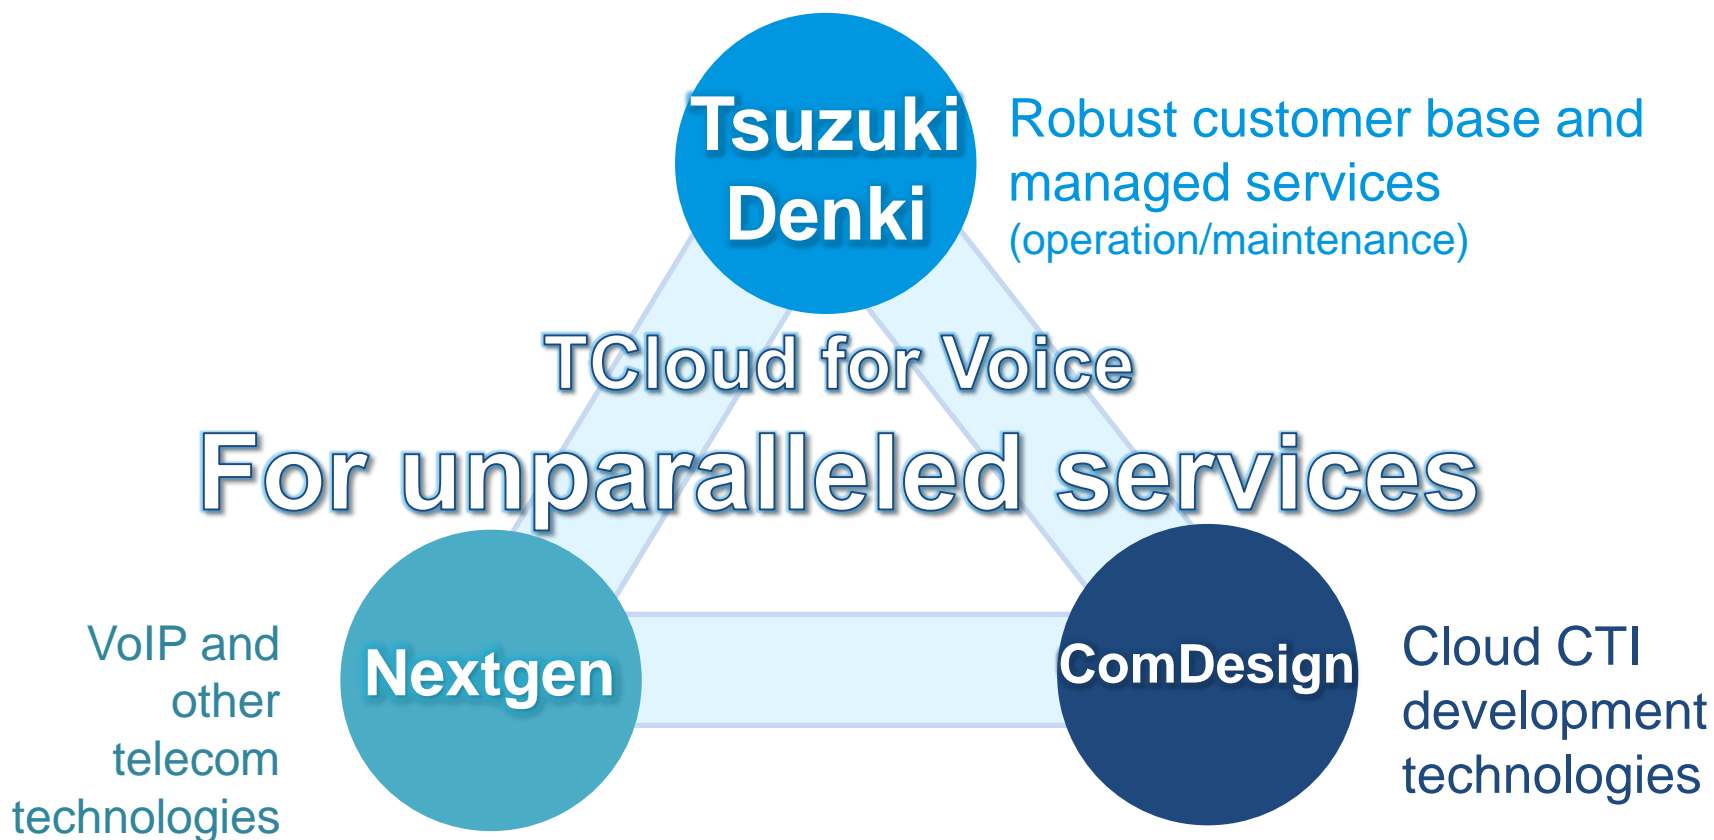 Tsuzuki
Denki
Robust customer base and
managed services
(operation/maintenance)
TCloud for Voice
For unparalleled services
VoIP and
other
telecom
technologies
Nextgen
ComDesign
Cloud CTI
development
technologies